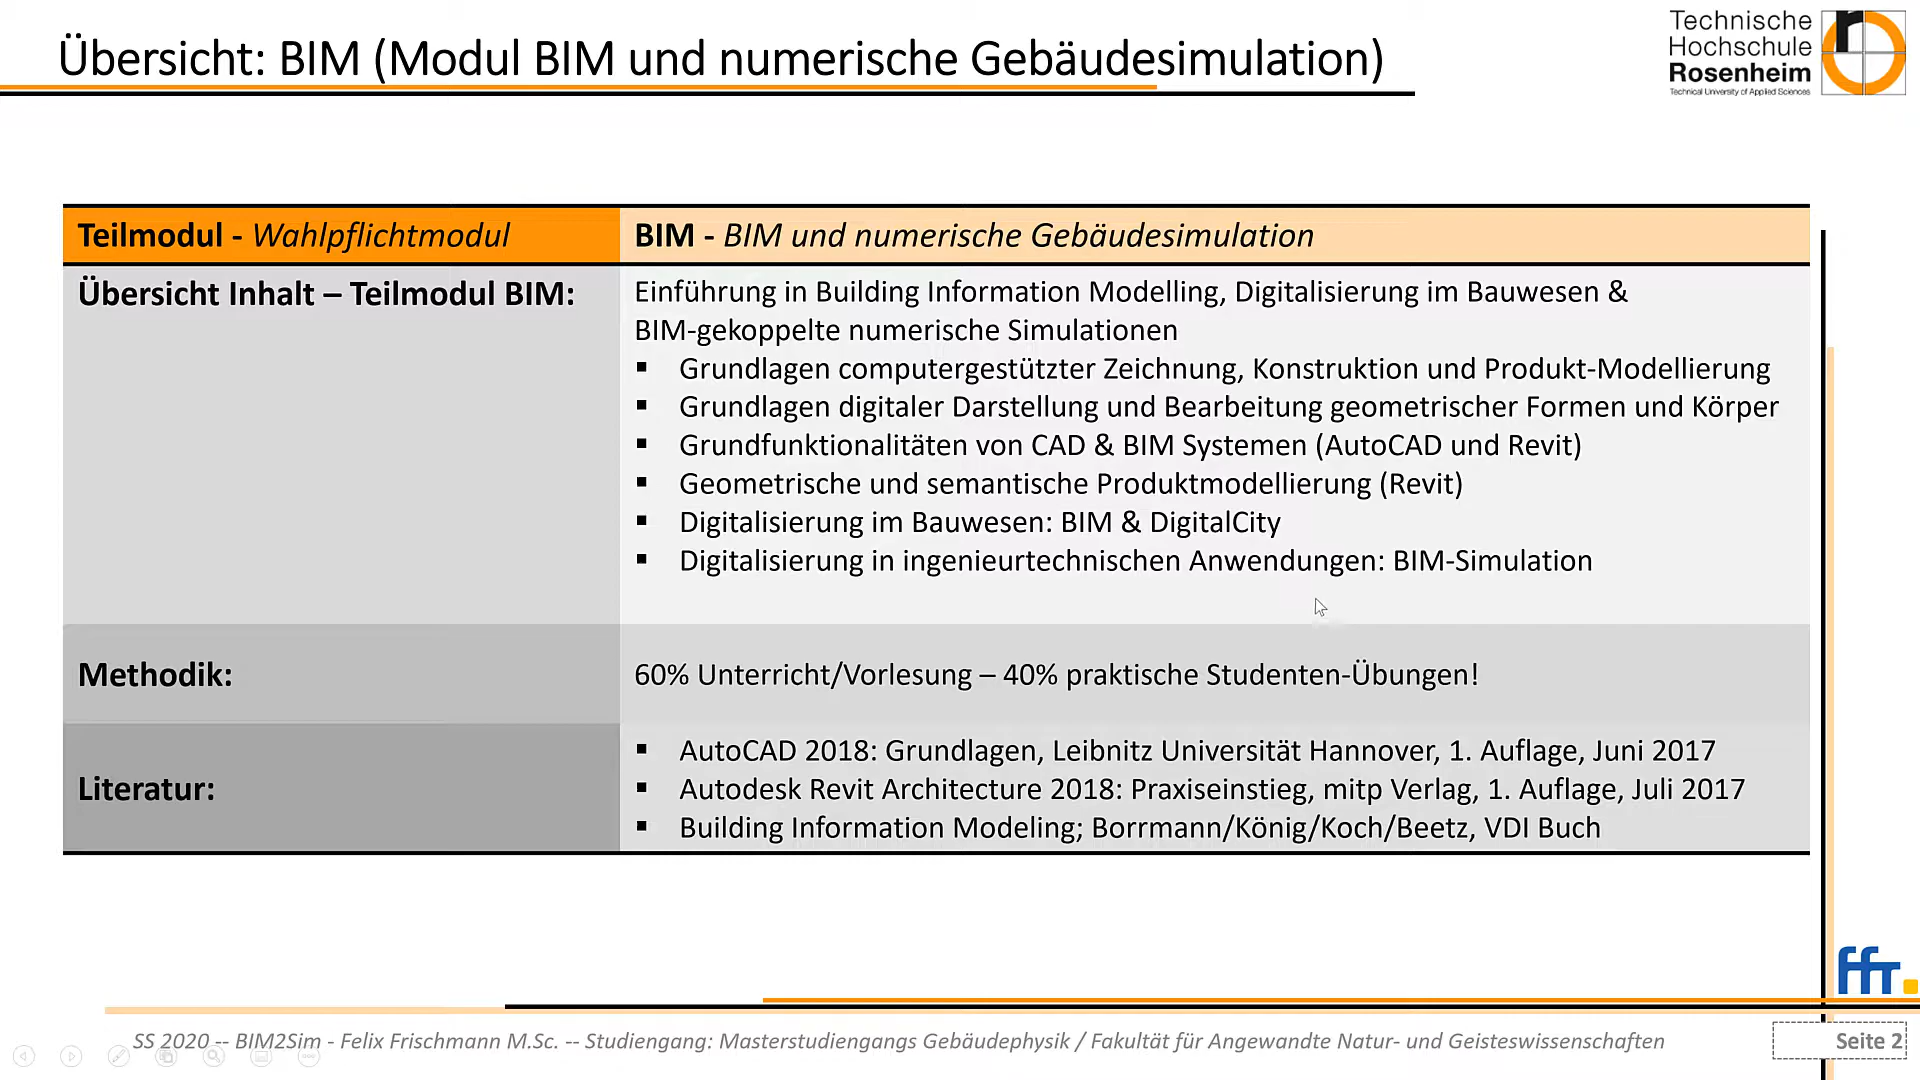 Übersicht: BIM (Modul BIM und numerische Gebäudesimulation)
Technische
Hochschule
Rosenheim
Technical University of Applied Sciences
Teilmodul - Wahlpflichtmodul
BIM - BIM und numerische Gebäudesimulation
Übersicht Inhalt – Teilmodul BIM:
Einführung in Building Information Modelling, Digitalisierung im Bauwesen &
BIM-gekoppelte numerische Simulationen
▪ Grundlagen computergestützter Zeichnung, Konstruktion und Produkt-Modellierung
▪ Grundlagen digitaler Darstellung und Bearbeitung geometrischer Formen und Körper
▪ Grundfunktionalitäten von CAD & BIM Systemen (AutoCAD und Revit)
▪ Geometrische und semantische Produktmodellierung (Revit)
▪ Digitalisierung im Bauwesen: BIM & DigitalCity
▪ Digitalisierung in ingenieurtechnischen Anwendungen: BIM-Simulation
Methodik:
60% Unterricht/Vorlesung – 40% praktische Studenten-Übungen!
Literatur:
▪ AutoCAD 2018: Grundlagen, Leibnitz Universität Hannover, 1. Auflage, Juni 2017
▪ Autodesk Revit Architecture 2018: Praxiseinstieg, mitp Verlag, 1. Auflage, Juli 2017
▪ Building Information Modeling; Borrmann/König/Koch/Beetz, VDI Buch
ffr.
SS 2020 -- BIM2Sim - Felix Frischmann M.Sc. -- Studiengang: Masterstudiengangs Gebäudephysik / Fakultät für Angewandte Natur- und Geisteswissenschaften
Seite 2